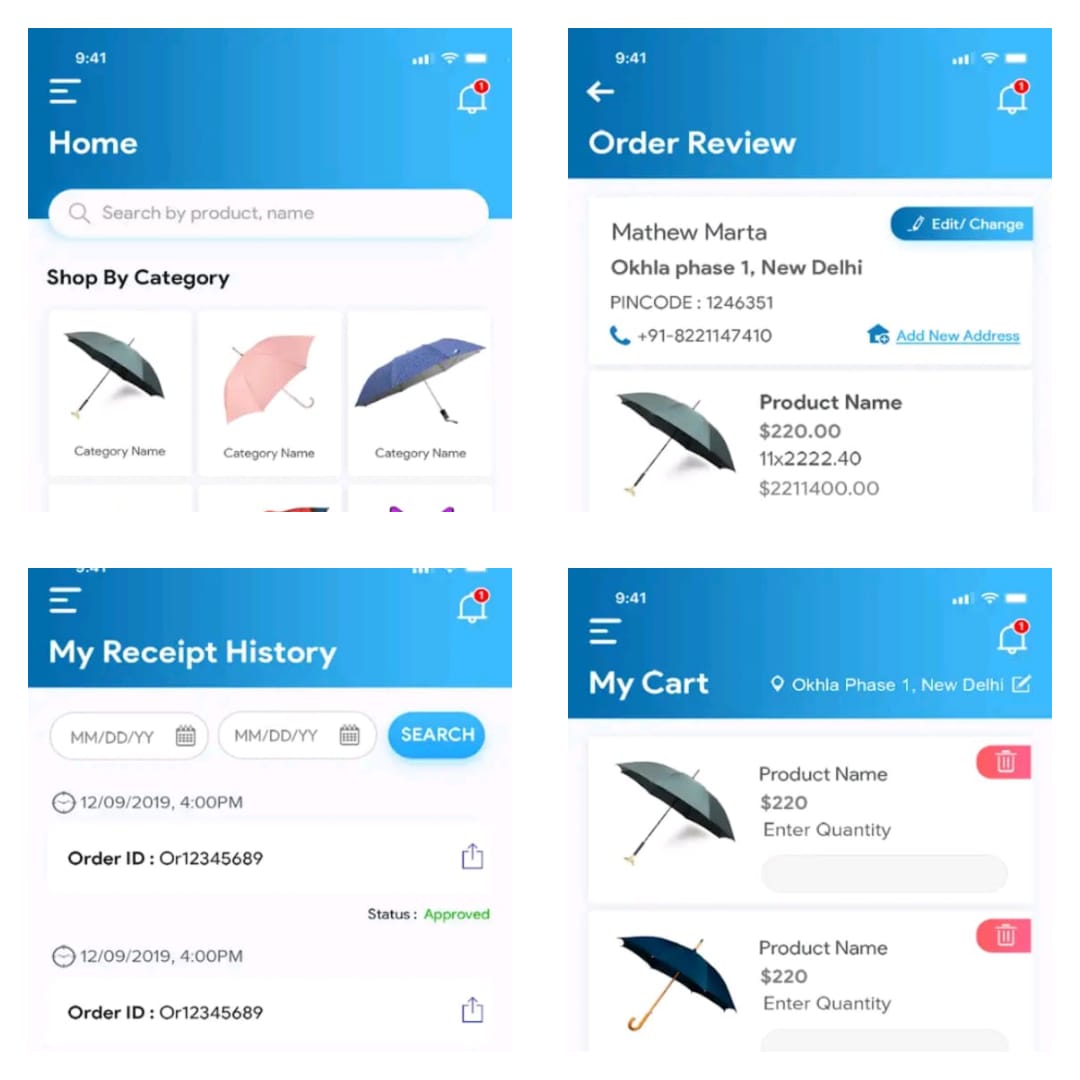 9:41
1
Home
Search by product, name
Shop By Category
Category Name
Category Name
Category Name
9:41
1
Order Review
Mathew Marta
Edit/ Change
Okhla phase 1, New Delhi
PINCODE : 1246351
+91-8221147410
Add New Address
Product Name
$220.00
11x2222.40
$2211400.00
9:41
1
My Receipt History
MM/DD/YY
MM/DD/YY
SEARCH
12/09/2019, 4:00PM
Order ID : Or12345689
Status : Approved
12/09/2019, 4:00PM
Order ID : Or12345689
9:41
1
My Cart
Okhla Phase 1, New Delhi
Product Name
$220
Enter Quantity
Product Name
$220
Enter Quantity